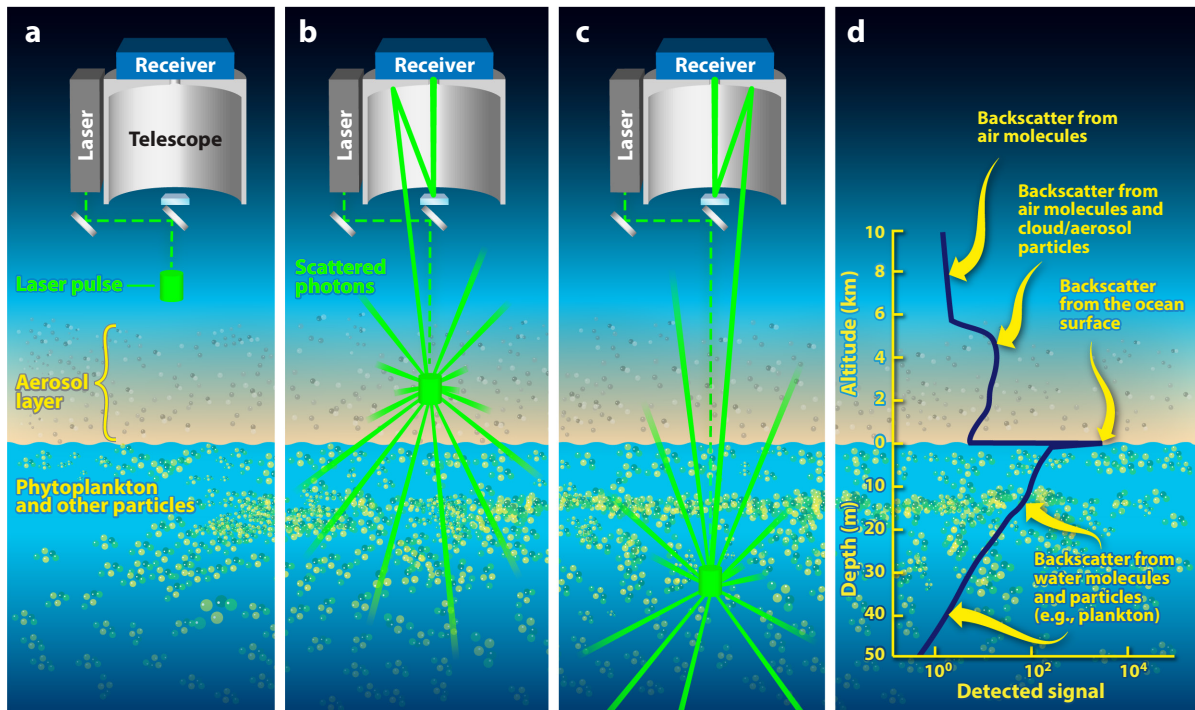 a
Receiver
Laser
Telescope
Laser pulse
Aerosol
layer
Phytoplankton
and other particles
b
Receiver
Laser
Scattered
photons
c
Receiver
Laser
d
Backscatter from
air molecules
Backscatter from
air molecules and
cloud/aerosol
particles
Backscatter
from the ocean
surface
Altitude (km)
10
8
6
4
2
0
Depth (m)
10
20
30
40
50
Backscatter from
water molecules
and particles
(e.g., plankton)
10⁰
10²
10⁴
Detected signal